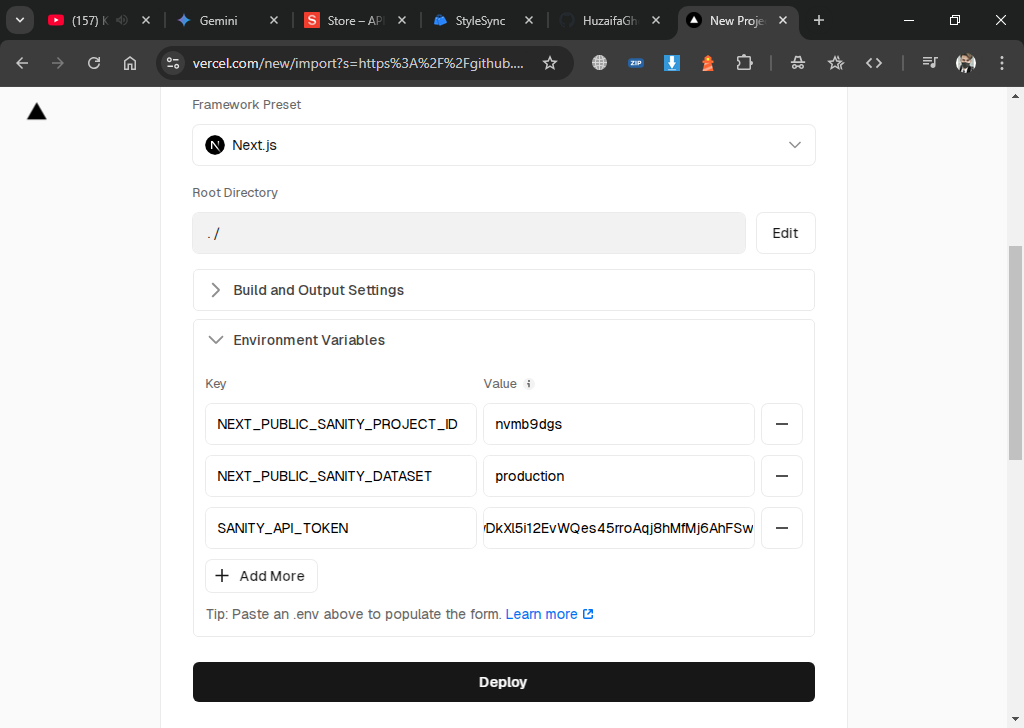 (157) K
Gemini
Store – API
StyleSync
HuzaifaGh
New Proje
vercel.com/new/import?s=https%3A%2F%2Fgithub....
ZIP
Framework Preset
Next.js
Root Directory
./
Edit
Build and Output Settings
Environment Variables
Key
Value
NEXT_PUBLIC_SANITY_PROJECT_ID
nvmb9dgs
NEXT_PUBLIC_SANITY_DATASET
production
SANITY_API_TOKEN
DkXl5i12EvWQes45rroAqj8hMfMj6AhFSw
Add More
Tip: Paste an .env above to populate the form. Learn more
Deploy